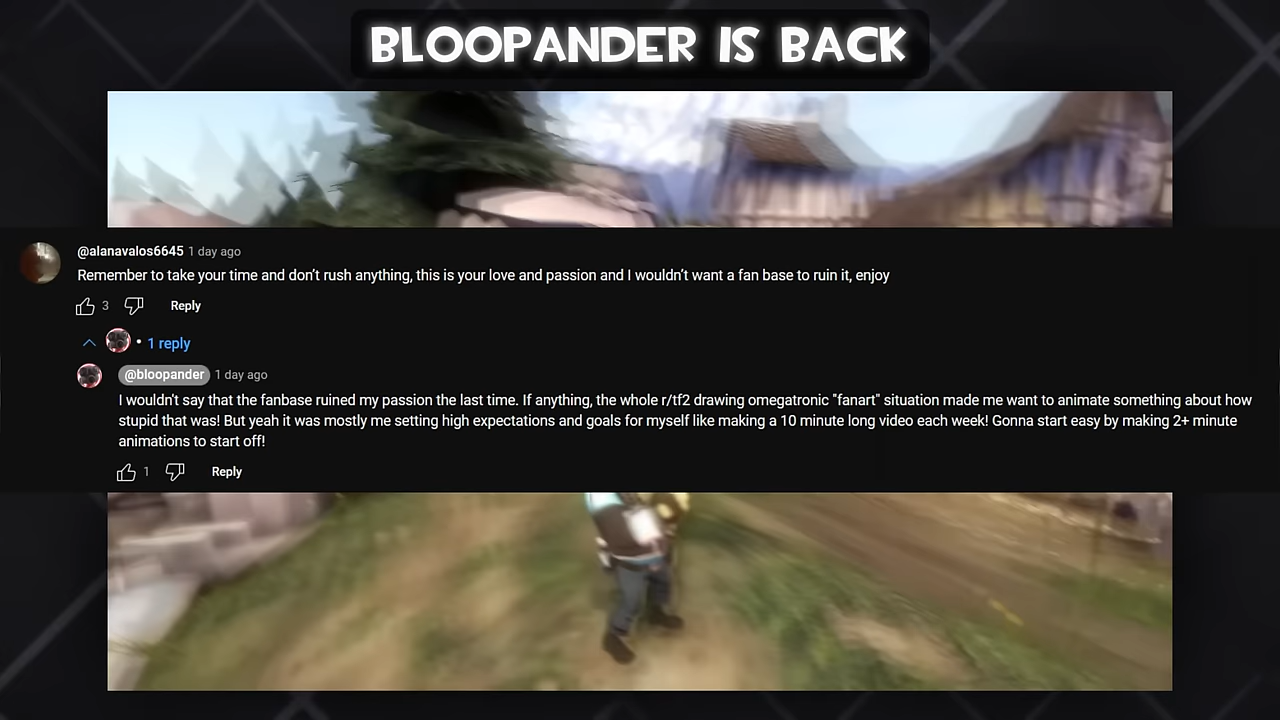 BLOOPANDER IS BACK
@alanavalos6645 1 day ago
Remember to take your time and don't rush anything, this is your love and passion and I wouldn't want a fan base to ruin it, enjoy
3 Reply
• 1 reply
@bloopander 1 day ago
I wouldn't say that the fanbase ruined my passion the last time. If anything, the whole r/tf2 drawing omegatronic "fanart" situation made me want to animate something about how
stupid that was! But yeah it was mostly me setting high expectations and goals for myself like making a 10 minute long video each week! Gonna start easy by making 2+ minute
animations to start off!
1 Reply